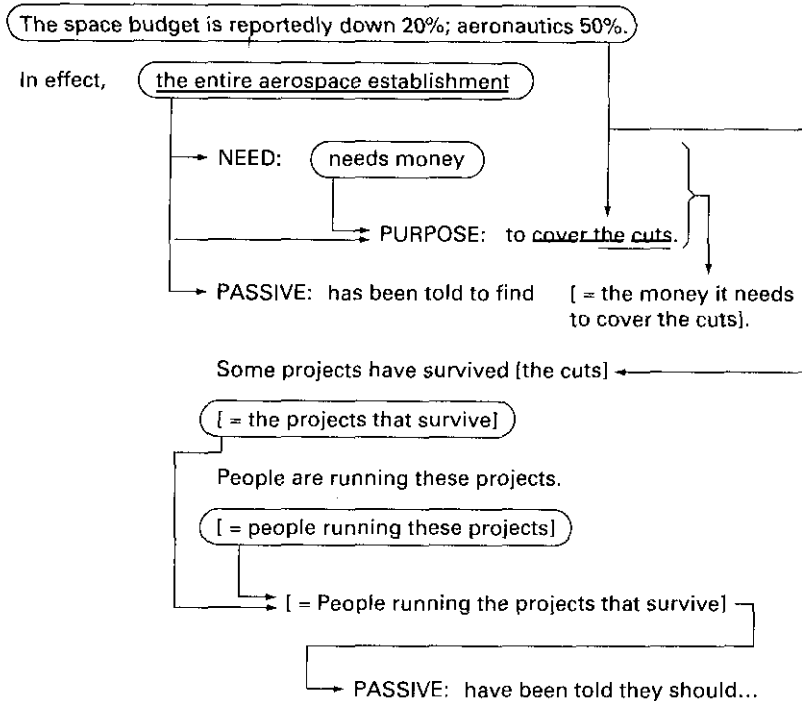 The space budget is reportedly down 20%; aeronautics 50%.
In effect, the entire aerospace establishment
NEED: needs money
PURPOSE: to cover the cuts.
PASSIVE: has been told to find [ = the money it needs
to cover the cuts].
Some projects have survived [the cuts]
[ = the projects that survive]
People are running these projects.
[ = people running these projects]
[ = People running the projects that survive]
PASSIVE: have been told they should...